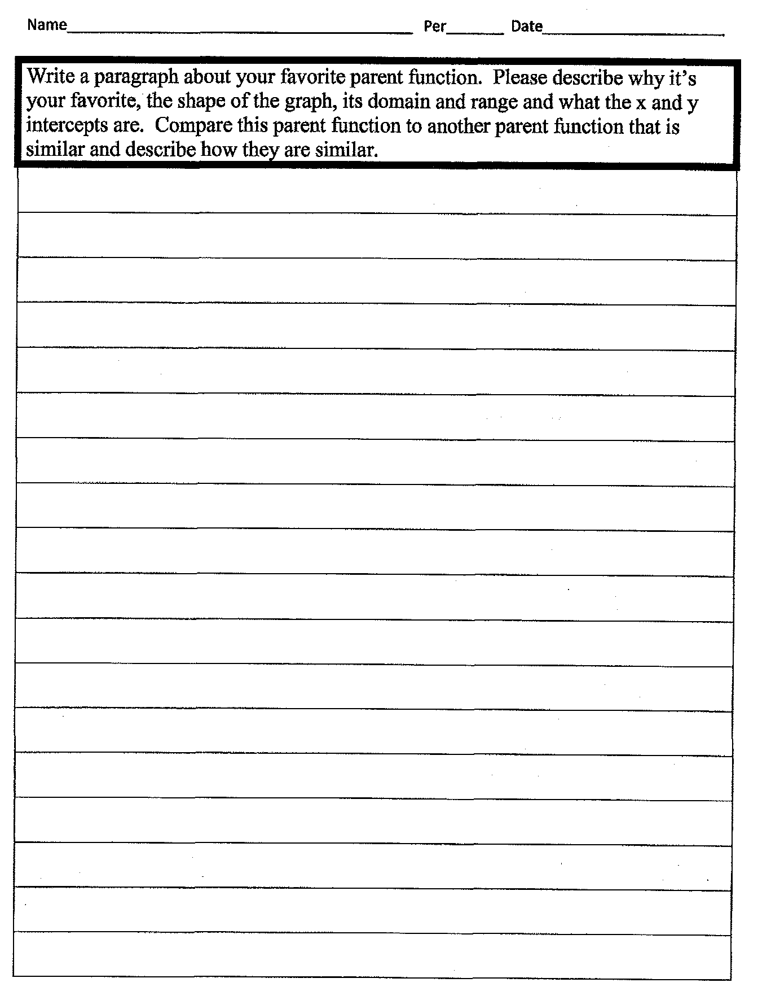 Name Per Date
Write a paragraph about your favorite parent function. Please describe why it's
your favorite, the shape of the graph, its domain and range and what the x and y
intercepts are. Compare this parent function to another parent function that is
similar and describe how they are similar.